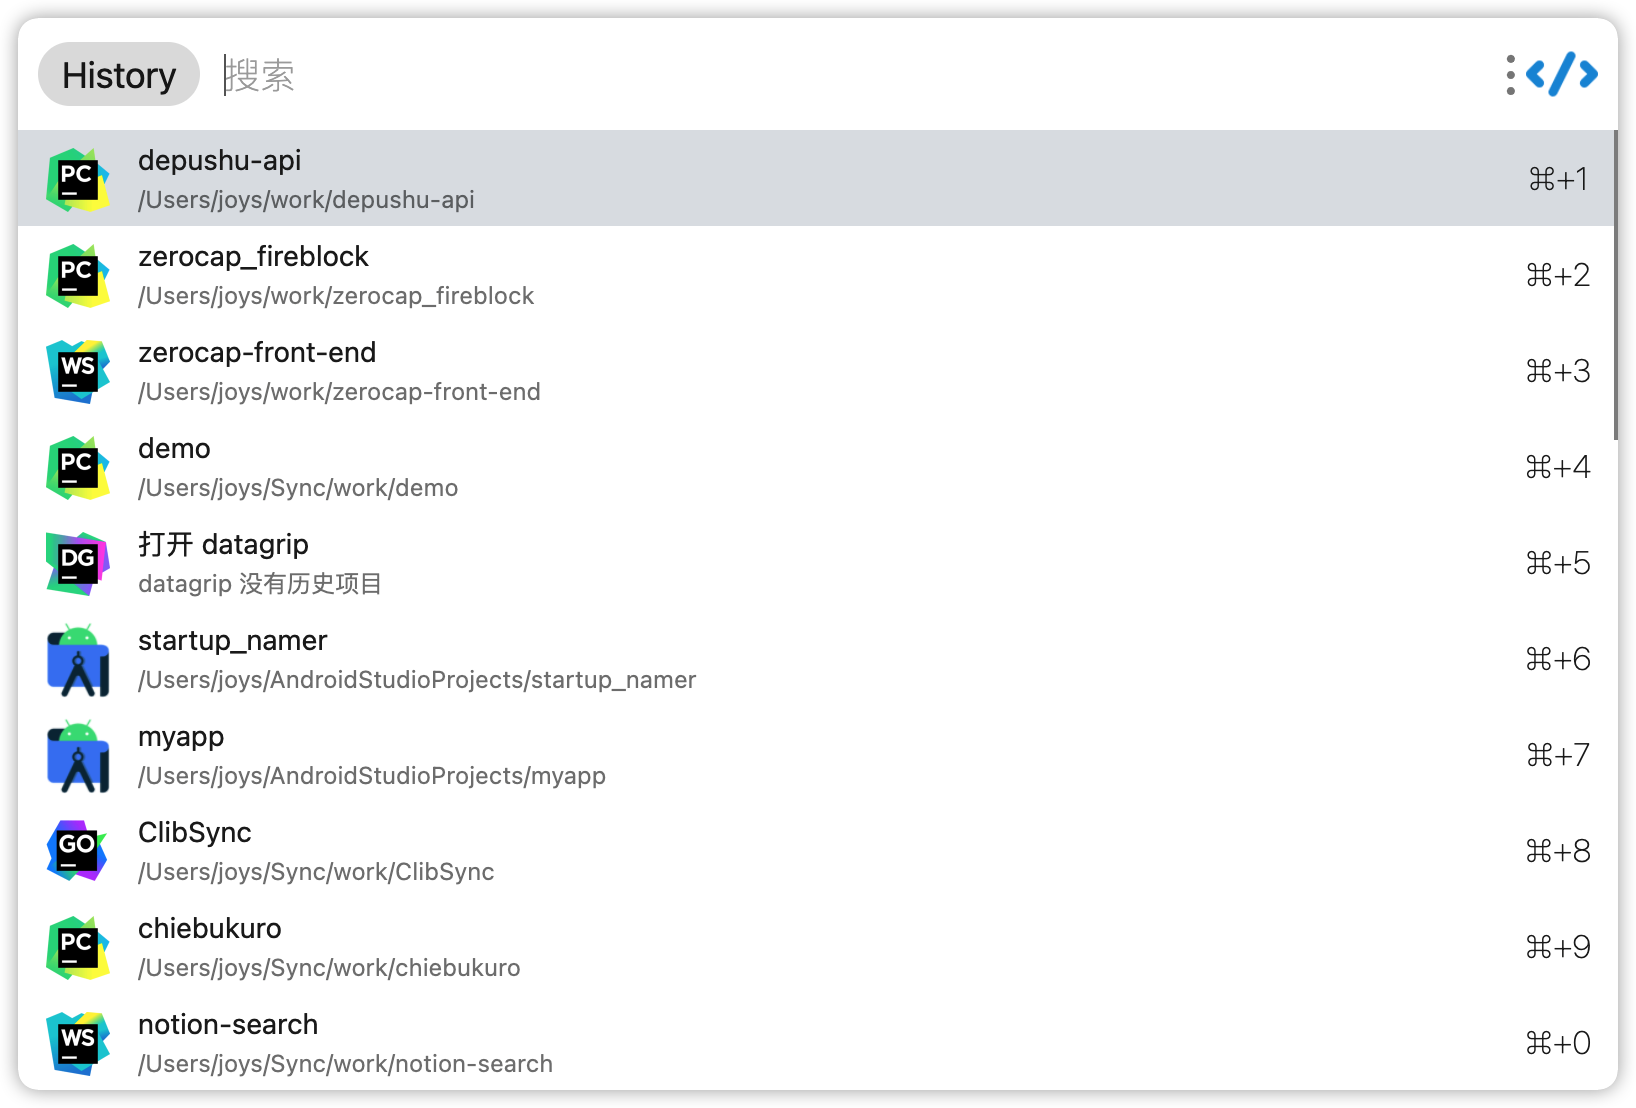 History 搜索
PC depushu-api
/Users/joys/work/depushu-api
⌘+1
PC zerocap_fireblock
/Users/joys/work/zerocap_fireblock
⌘+2
WS zerocap-front-end
/Users/joys/work/zerocap-front-end
⌘+3
PC demo
/Users/joys/Sync/work/demo
⌘+4
DG 打开 datagrip
datagrip 没有历史项目
⌘+5
startup_namer
/Users/joys/AndroidStudioProjects/startup_namer
⌘+6
myapp
/Users/joys/AndroidStudioProjects/myapp
⌘+7
GO ClibSync
/Users/joys/Sync/work/ClibSync
⌘+8
PC chiebukuro
/Users/joys/Sync/work/chiebukuro
⌘+9
WS notion-search
/Users/joys/Sync/work/notion-search
⌘+0